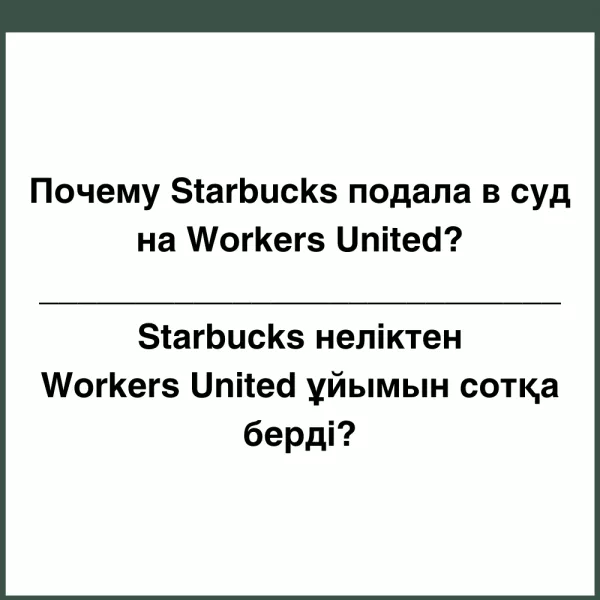 Почему Starbucks подала в суд
на Workers United?
Starbucks неліктен
Workers United ұйымын сотқа
берді?